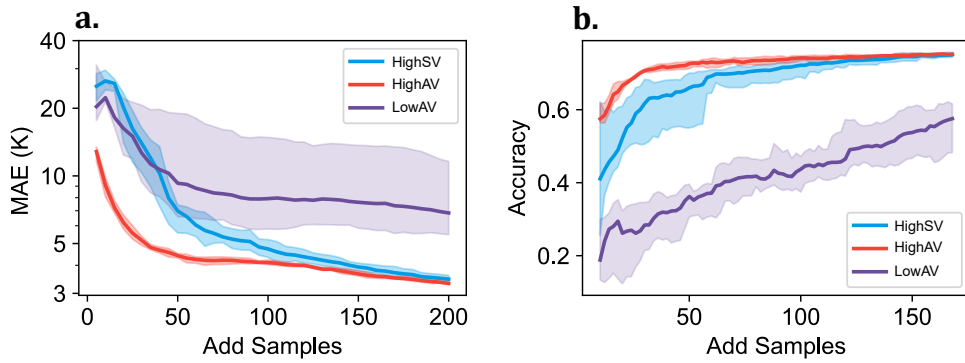 a.
40
20
10
5
3
MAE (K)
0
50
100
150
200
Add Samples
HighSV
HighAV
LowAV
b.
0.6
0.4
0.2
Accuracy
50
100
150
Add Samples
HighSV
HighAV
LowAV